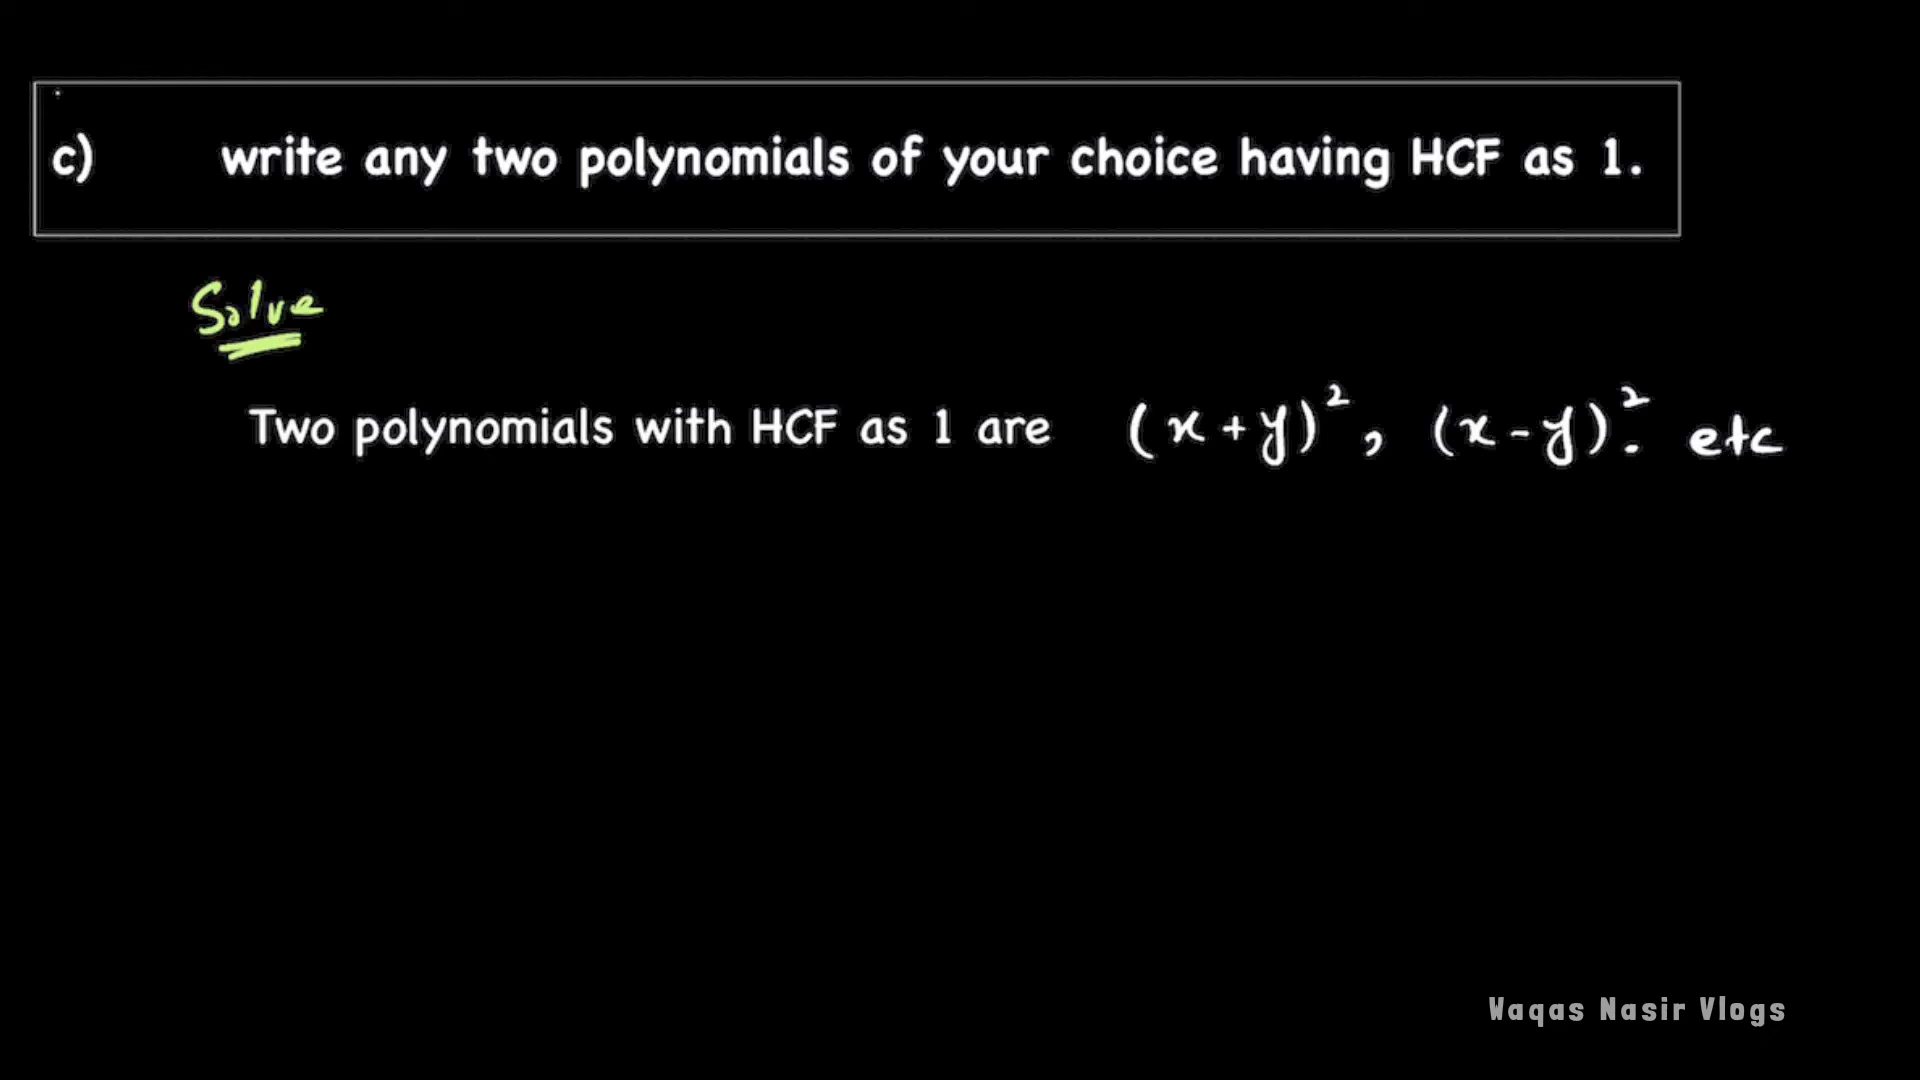 c) write any two polynomials of your choice having HCF as 1.
Solve
Two polynomials with HCF as 1 are (x+y)², (x-y)². etc
Waqas Nasir Vlogs